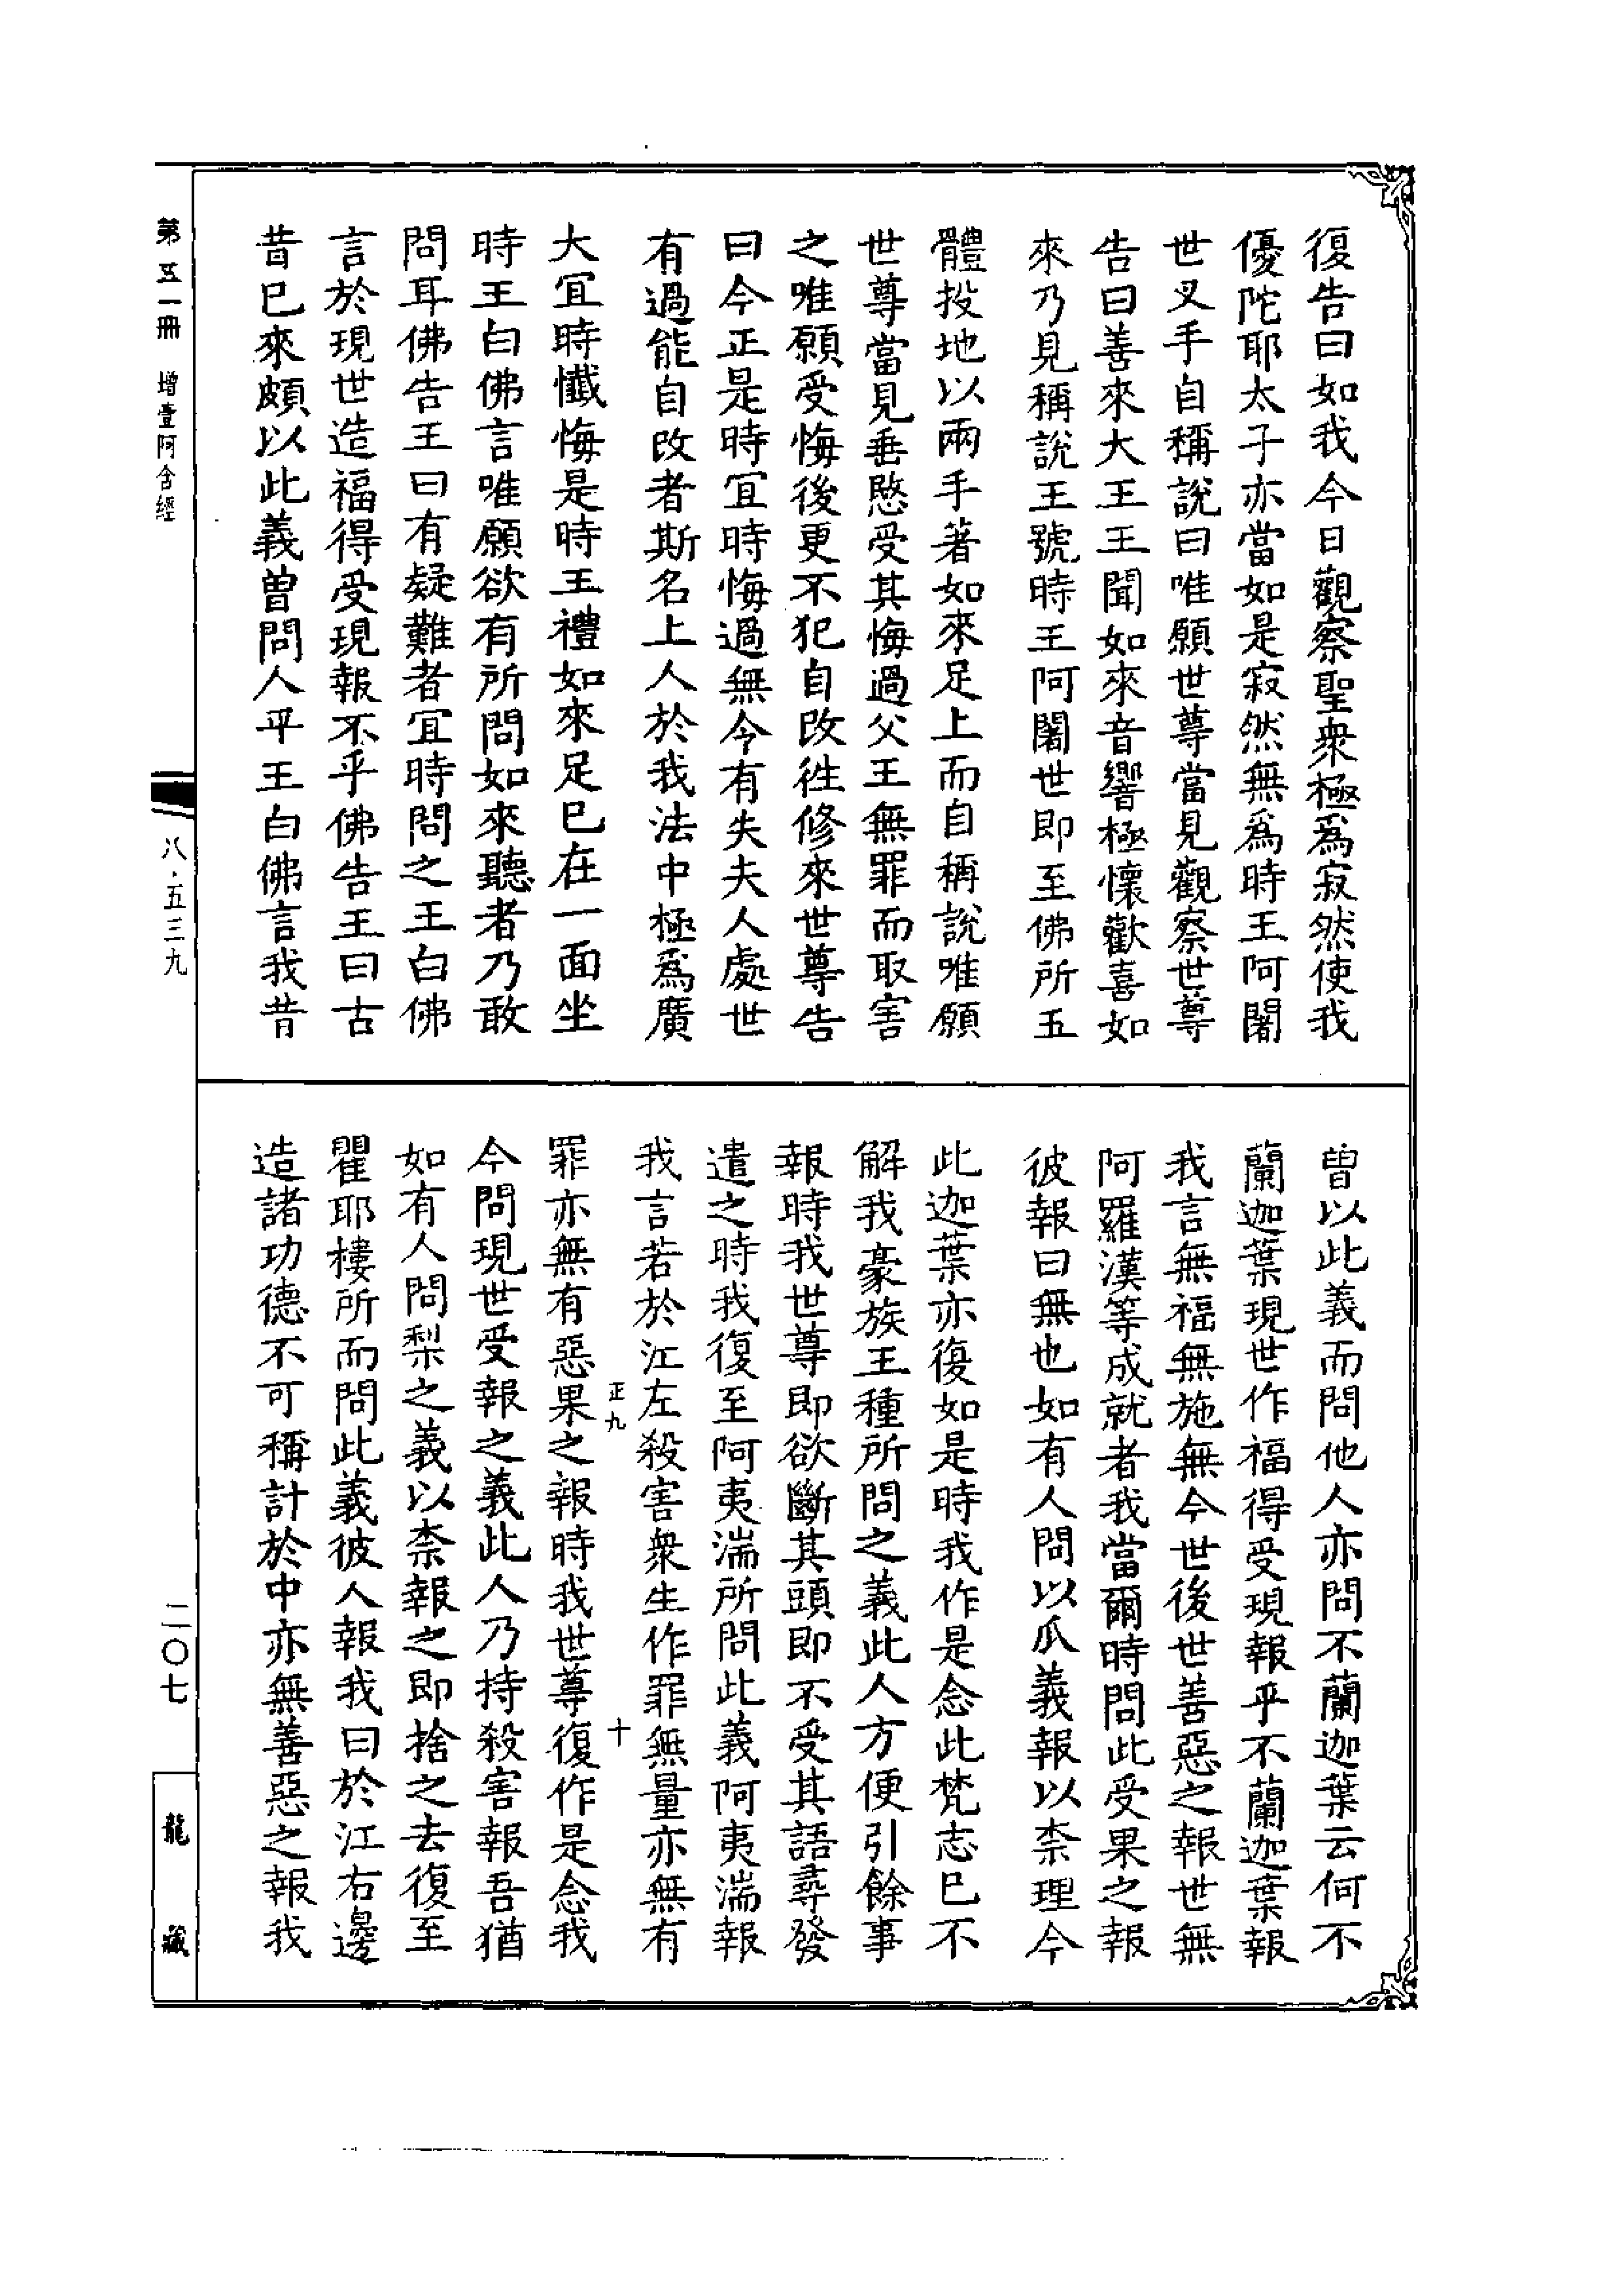 復告曰如我今日觀察聖衆極爲寂然使我
優陀耶太子亦當如是寂然無爲時王阿闍
世叉手自稱說曰唯願世尊當見觀察世尊
告曰善來大王王聞如來音響極懷歡喜如
來乃見稱說王號時王阿闍世即至佛所五
體投地以兩手著如來足上而自稱說唯願
世尊當見垂愍受其悔過父王無罪而取害
之唯願受悔後更不犯自改徃修來世尊告
曰今正是時宜時悔過無令有失夫人處世
有過能自改者斯名上人於我法中極爲廣
大宜時懺悔是時王禮如來足已在一面坐
時王白佛言唯願欲有所問如來聽者乃敢
問耳佛告王曰有疑難者宜時問之王白佛
言於現世造福得受現報不乎佛告王曰古
昔已來頗以此義曾問人乎王白佛言我昔
曾以此義而問他人亦問不蘭迦葉云何不
蘭迦葉現世作福得受現報乎不蘭迦葉報
我言無福無施無今世後世善惡之報世無
阿羅漢等成就者我當爾時問此受果之報
彼報曰無也如有人問以瓜義報以柰理今
此迦葉亦復如是時我作是念此梵志已不
解我豪族王種所問之義此人方便引餘事
報時我世尊即欲斷其頭即不受其語尋發
遣之時我復至阿夷湍所問此義阿夷湍報
我言若於江左殺害衆生作罪無量亦無有
正九
十
罪亦無有惡果之報時我世尊復作是念我
今問現世受報之義此人乃持殺害報吾猶
如有人問梨之義以柰報之即捨之去復至
瞿耶樓所而問此義彼人報我曰於江右邊
造諸功德不可稱計於中亦無善惡之報我
第五一冊
增壹阿含經
八·五三九
二〇七
龍藏